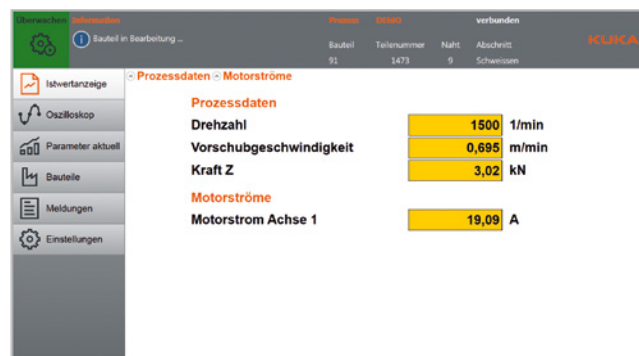 Überwachen Information Prozess DEMO verbunden
Bauteil in Bearbeitung ...
Bauteil Teilenummer Naht Abschnitt
91 1473 9 Schweissen
KUKA
Istwertanzeige
Oszilloskop
Parameter aktuell
Bauteile
Meldungen
Einstellungen
Prozessdaten Motorströme
Prozessdaten
Drehzahl 1500 1/min
Vorschubgeschwindigkeit 0,695 m/min
Kraft Z 3,02 kN
Motorströme
Motorstrom Achse 1 19,09 A